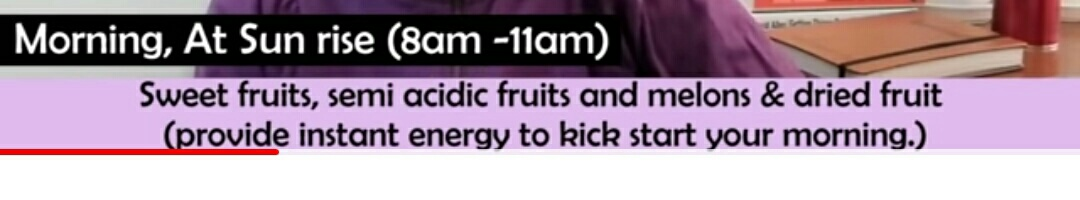 Morning, At Sun rise (8am -11am)
Sweet fruits, semi acidic fruits and melons & dried fruit
(provide instant energy to kick start your morning.)